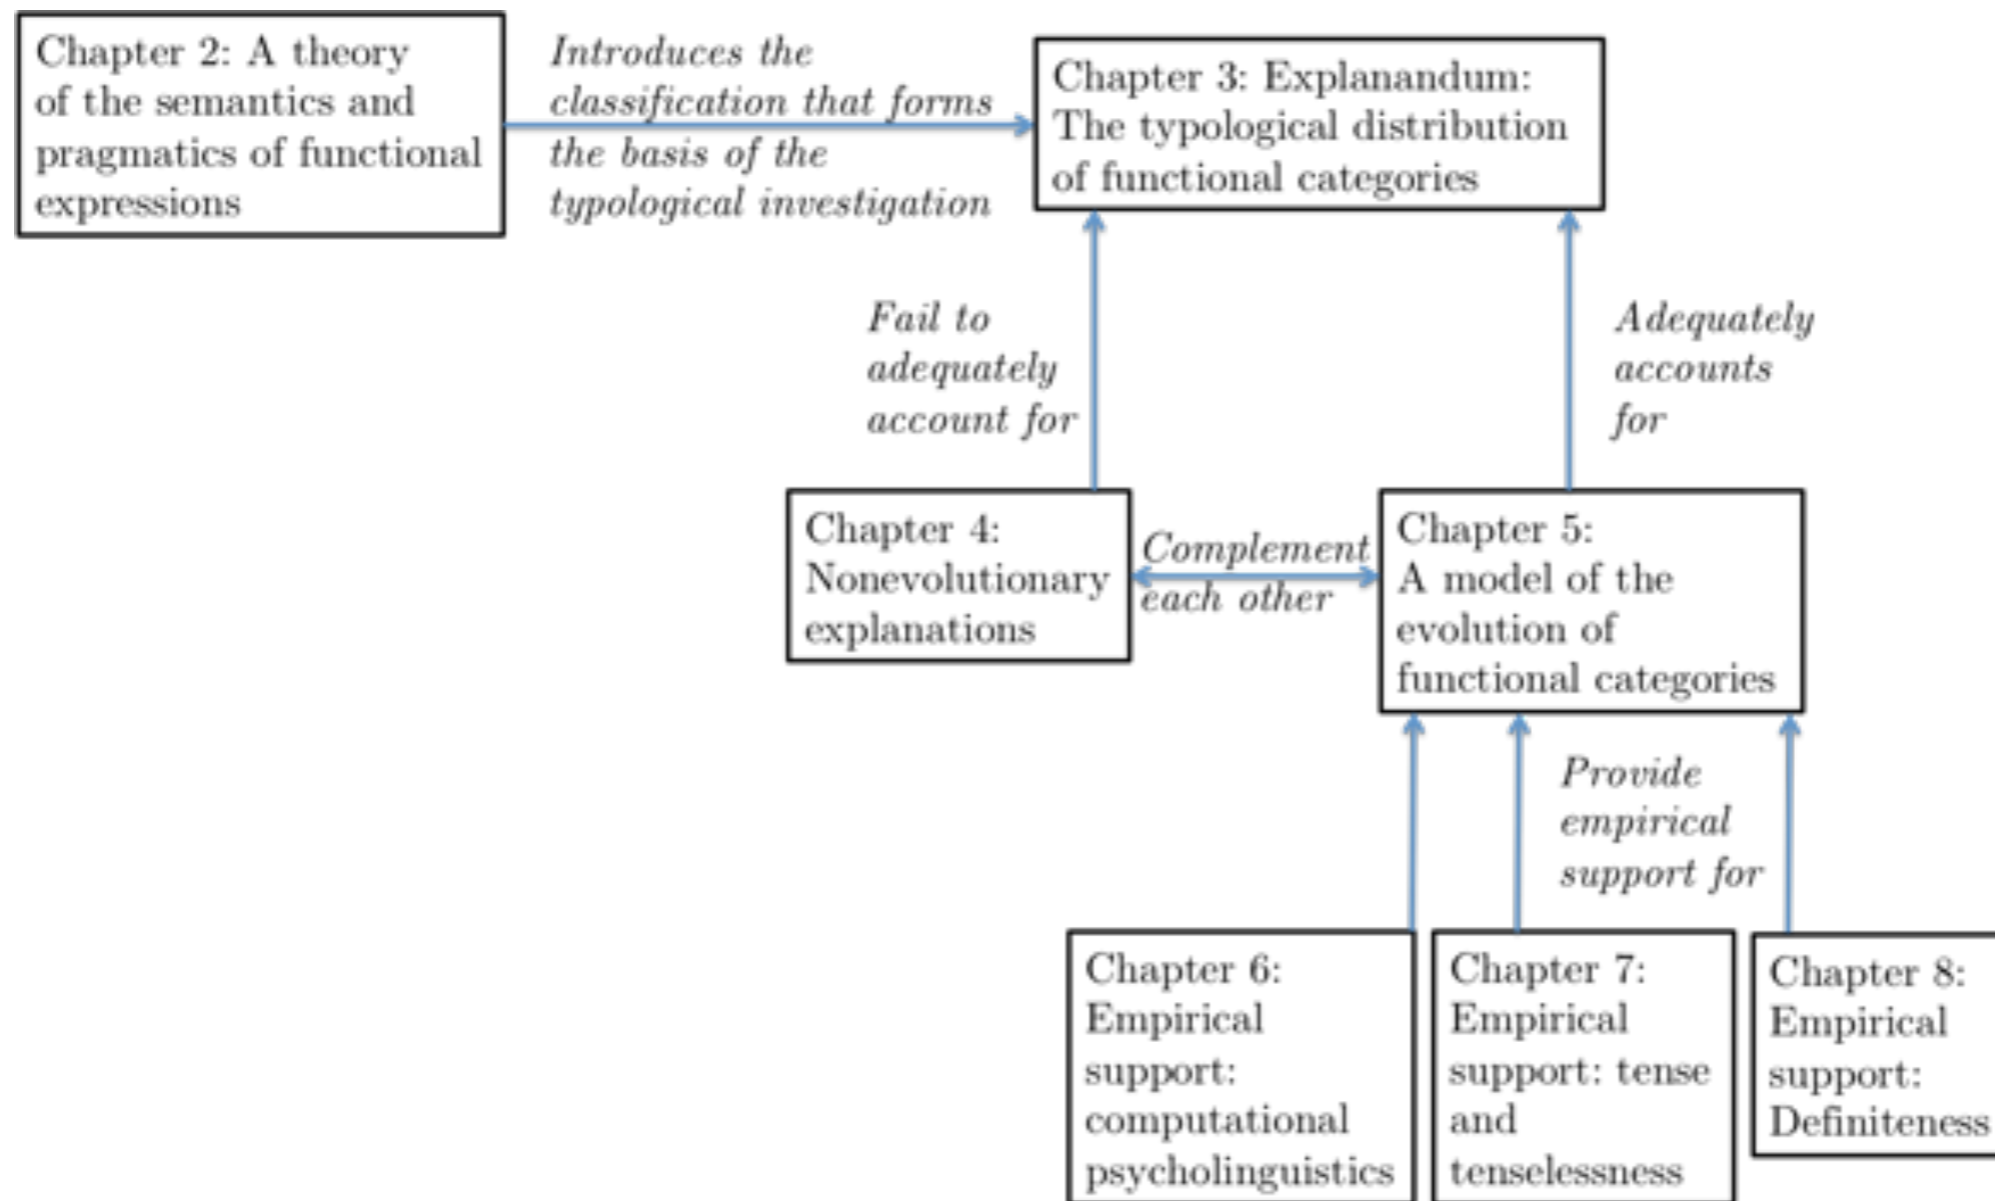 Chapter 2: A theory
of the semantics and
pragmatics of functional
expressions
Introduces the
classification that forms
the basis of the
typological investigation
Chapter 3: Explanandum:
The typological distribution
of functional categories
Fail to
adequately
account for
Adequately
accounts
for
Chapter 4:
Nonevolutionary
explanations
Complement
each other
Chapter 5:
A model of the
evolution of
functional categories
Provide
empirical
support for
Chapter 6:
Empirical
support:
computational
psycholinguistics
Chapter 7:
Empirical
support: tense
and
tenselessness
Chapter 8:
Empirical
support:
Definiteness